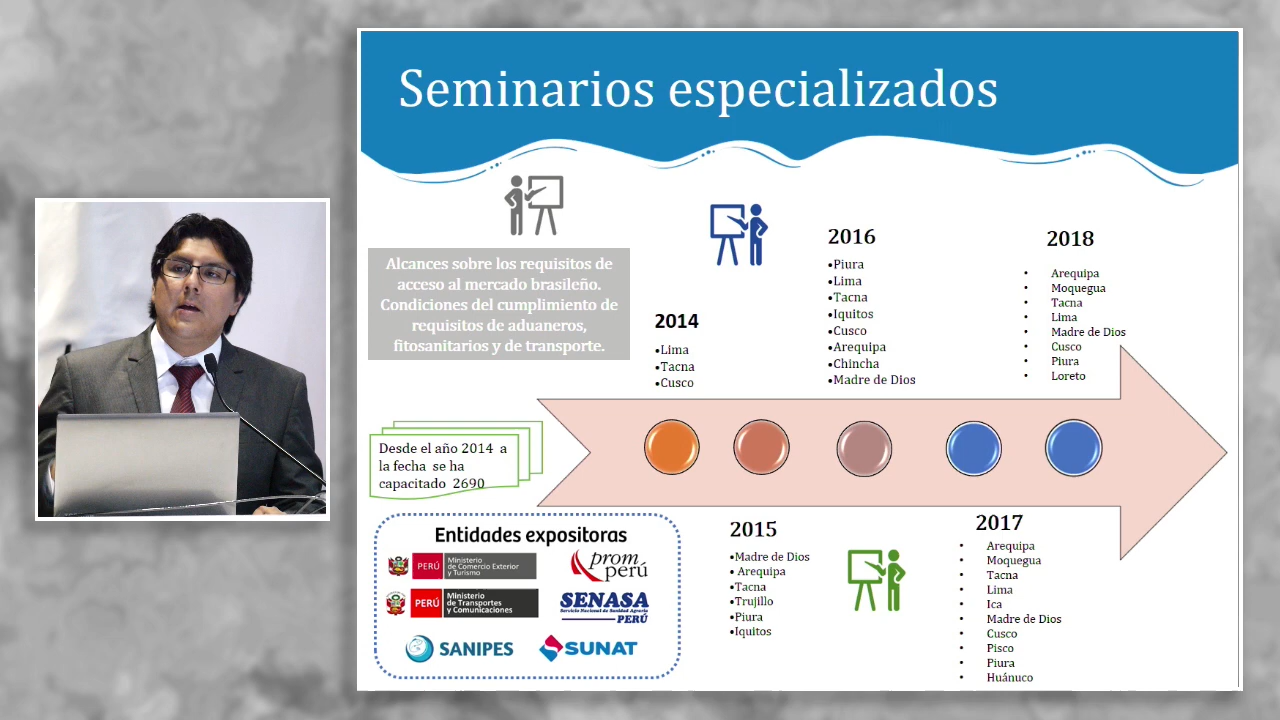 Seminarios especializados
Alcances sobre los requisitos de
acceso al mercado brasileño.
Condiciones del cumplimiento de
requisitos de aduaneros,
fitosanitarios y de transporte.
2014
•Lima
•Tacna
•Cusco
2016
•Piura
•Lima
•Tacna
•Iquitos
•Cusco
•Arequipa
•Chincha
•Madre de Dios
2018
• Arequipa
• Moquegua
• Tacna
• Lima
• Madre de Dios
• Cusco
• Piura
• Loreto
Desde el año 2014 a
la fecha se ha
capacitado 2690
Entidades expositoras
PERÚ
Ministerio
de Comercio Exterior
y Turismo
prom
perú
PERÚ
Ministerio
de Transportes
y Comunicaciones
SENASA
Servicio Nacional de Sanidad Agraria
PERÚ
SANIPES
SUNAT
2015
•Madre de Dios
• Arequipa
•Tacna
•Trujillo
•Piura
•Iquitos
2017
• Arequipa
• Moquegua
• Tacna
• Lima
• Ica
• Madre de Dios
• Cusco
• Pisco
• Piura
• Huánuco